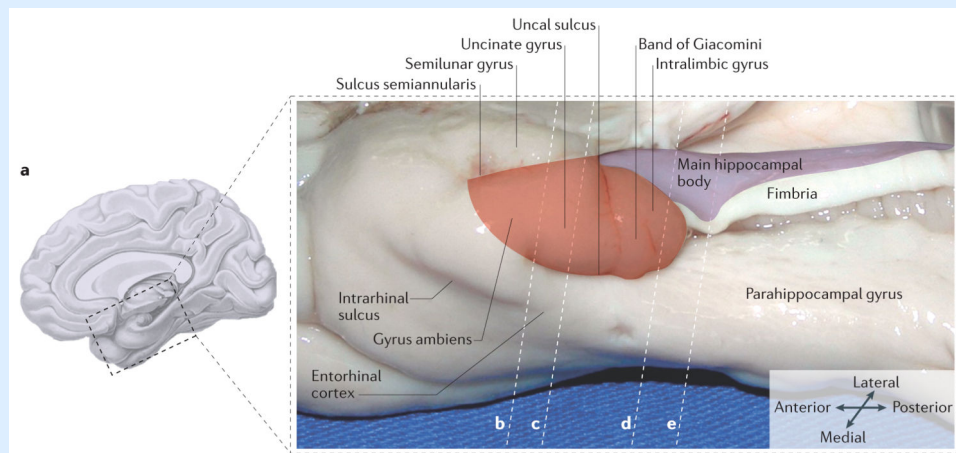 Uncal sulcus
Uncinate gyrus
Semilunar gyrus
Sulcus semiannularis
Band of Giacomini
Intralimbic gyrus
a
Main hippocampal
body
Fimbria
Intrarhinal
sulcus
Gyrus ambiens
Entorhinal
cortex
Parahippocampal gyrus
b
c
d
e
Lateral
Anterior
Posterior
Medial